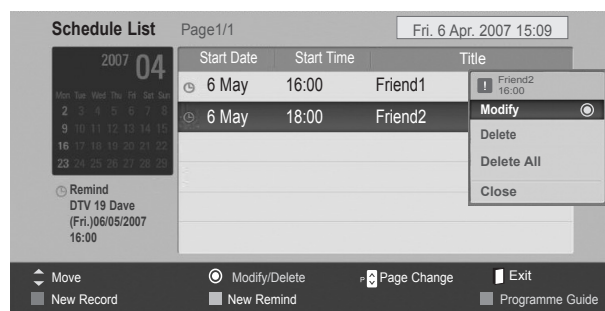 Schedule List
Page1/1
Fri. 6 Apr. 2007 15:09
2007 04
Mon Tue Wed Thu Fri Sat Sun
2 3 4 5 6 7 8
9 10 11 12 13 14 15
16 17 18 19 20 21 22
23 24 25 26 27 28 29
Remind
DTV 19 Dave
(Fri.)06/05/2007
16:00
Start Date Start Time Title
6 May 16:00 Friend1
6 May 18:00 Friend2
! Friend2
16:00
Modify
Delete
Delete All
Close
Move Modify/Delete P Page Change Exit
New Record New Remind Programme Guide